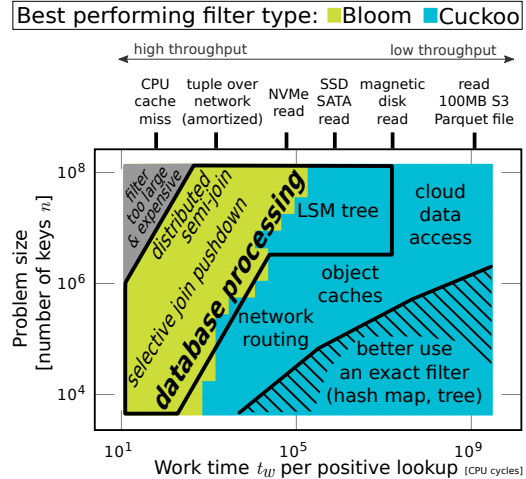 Best performing filter type: Bloom Cuckoo
high throughput
low throughput
CPU
cache
miss
tuple over
network
(amortized)
NVMe
read
SSD
SATA
read
magnetic
disk
read
read
100MB S3
Parquet file
Problem size
[number of keys n]
10^8
10^6
10^4
filter
too large
& expensive
distributed
semi-join
selective join pushdown
database processing
LSM tree
cloud
data
access
object
caches
network
routing
better use
an exact filter
(hash map, tree)
10^1
10^5
10^9
Work time t_w per positive lookup [CPU cycles]